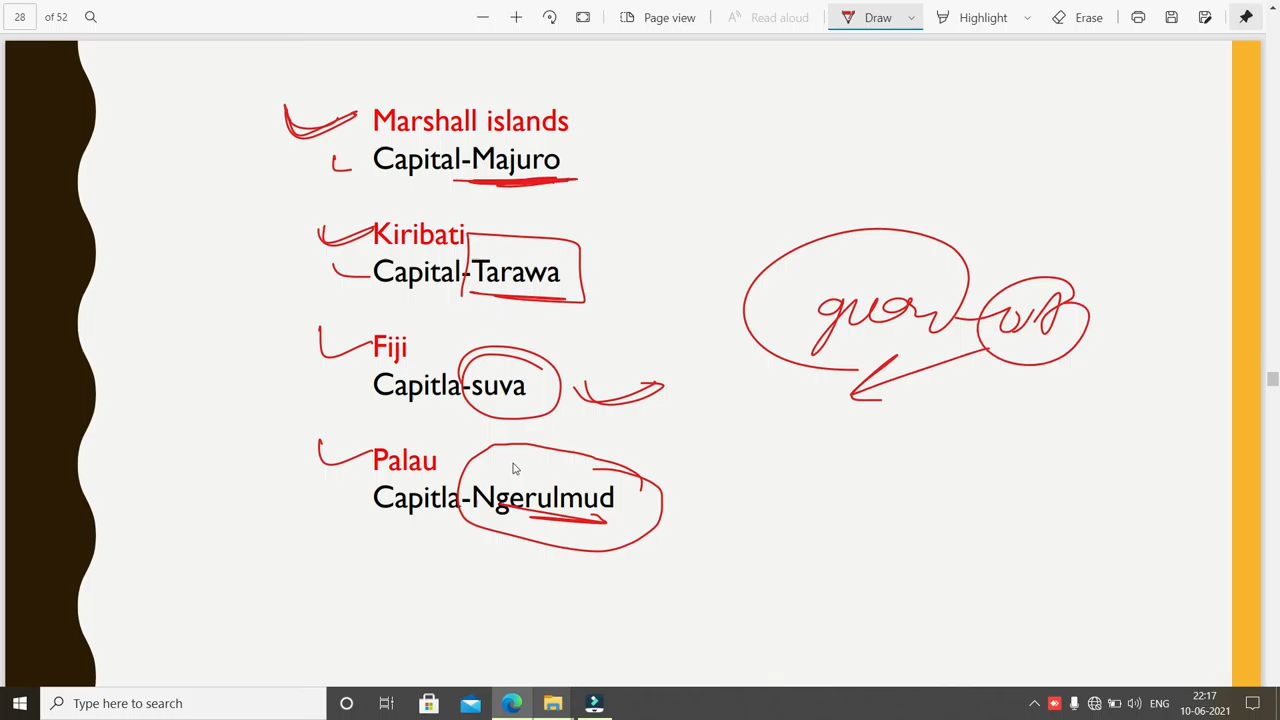 28 of 52
Page view
Read aloud
Draw
Highlight
Erase
Marshall islands
Capital-Majuro
Kiribati
Capital-Tarawa
Fiji
Capitla-suva
Palau
Capitla-Ngerulmud
Type here to search
ENG
22:17
10-06-2021